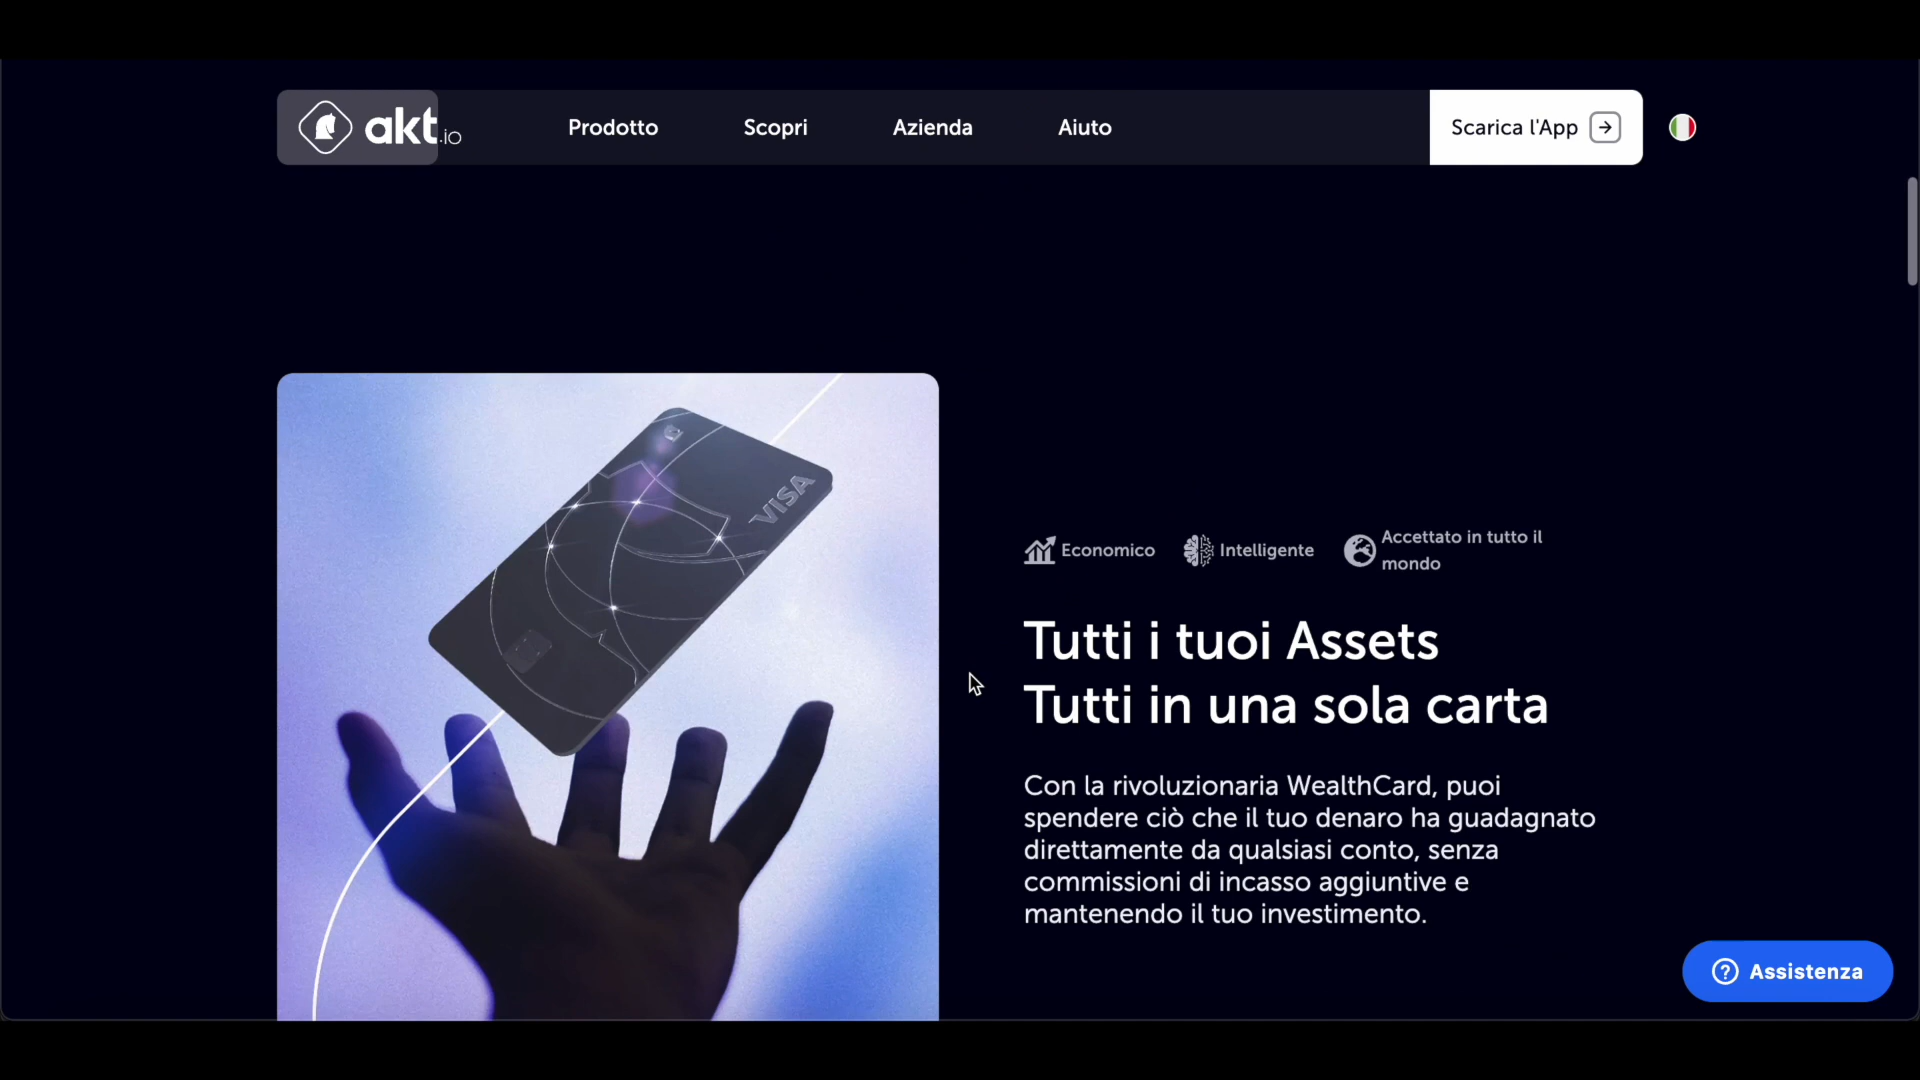 akt.io
Prodotto
Scopri
Azienda
Aiuto
Scarica l'App
VISA
Economico
Intelligente
Accettato in tutto il
mondo
Tutti i tuoi Assets
Tutti in una sola carta
Con la rivoluzionaria WealthCard, puoi
spendere ciò che il tuo denaro ha guadagnato
direttamente da qualsiasi conto, senza
commissioni di incasso aggiuntive e
mantenendo il tuo investimento.
Assistenza